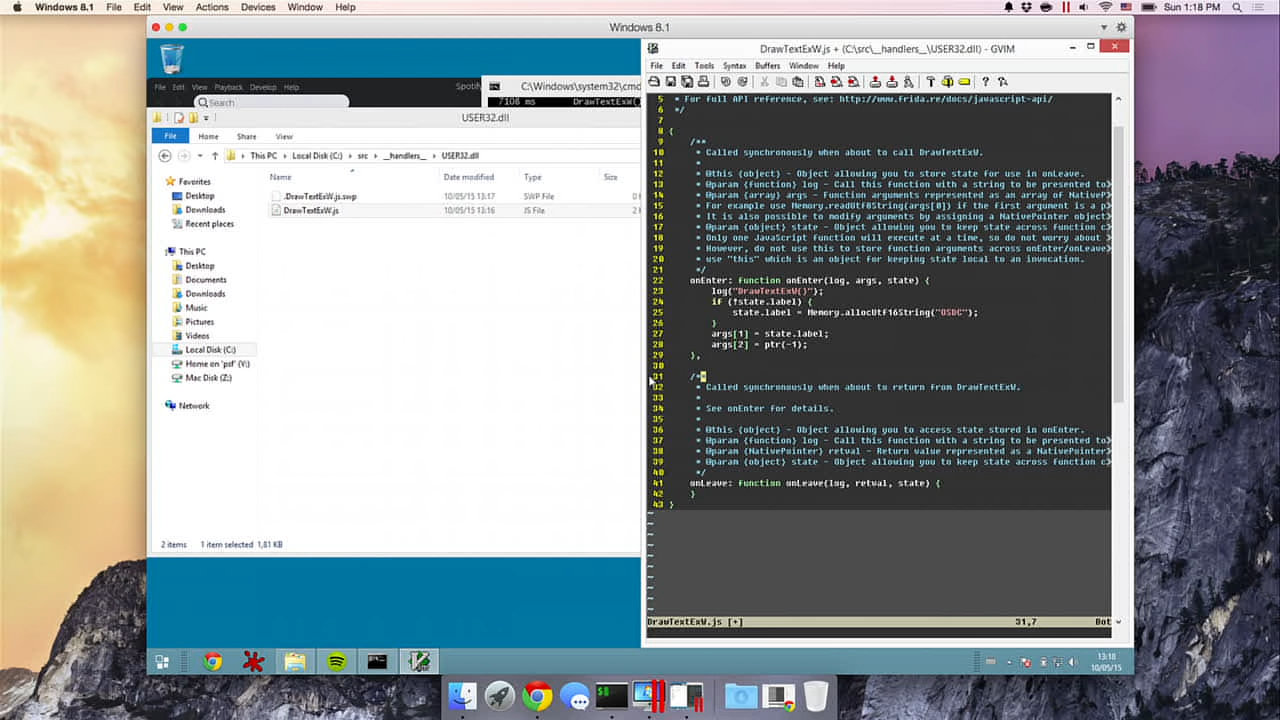 Windows 8.1 File Edit View Actions Devices Window Help Sun 1:18 PM
Windows 8.1
File Edit View Playback Develop Help Spotify
Search
C:\Windows\system32\cmd
7108 ms DrawTextExW()
USER32.dll
File Home Share View
This PC Local Disk (C:) src __handlers__ USER32.dll
Name Date modified Type Size
.DrawTextExW.js.swp 10/05/15 13:17 SWP File 0
DrawTextExW.js 10/05/15 13:16 JS File 2
Favorites
Desktop
Downloads
Recent places
This PC
Desktop
Documents
Downloads
Music
Pictures
Videos
Local Disk (C:)
Home on 'psf' (Y:)
Mac Disk (Z:)
Network
2 items 1 item selected 1,81 KB
DrawTextExW.js + (C:\src\__handlers__\USER32.dll) - GVIM
File Edit Tools Syntax Buffers Window Help
5 * For full API reference, see: http://www.frida.re/docs/javascript-api/
6 */
7
8 {
9 /**
10 * Called synchronously when about to call DrawTextExW.
11 *
12 * @this {object} - Object allowing you to store state for use in onLeave.
13 * @param {function} log - Call this function with a string to be presented to
14 * @param {array} args - Function arguments represented as an array of NativeP
15 * For example use Memory.readUtf8String(args[0]) if the first argument is a p
16 * It is also possible to modify arguments by assigning a NativePointer object
17 * @param {object} state - Object allowing you to keep state across function c
18 * Only one JavaScript function will execute at a time, so do not worry about
19 * However, do not use this to store function arguments across onEnter/onLeave
20 * use "this" which is an object for keeping state local to an invocation.
21 */
22 onEnter: function onEnter(log, args, state) {
23 log("DrawTextExW()");
24 if (!state.label) {
25 state.label = Memory.allocUtf16String("OSDC");
26 }
27 args[1] = state.label;
28 args[2] = ptr(-1);
29 },
30
31 /**
32 * Called synchronously when about to return from DrawTextExW.
33 *
34 * See onEnter for details.
35 *
36 * @this {object} - Object allowing you to access state stored in onEnter.
37 * @param {function} log - Call this function with a string to be presented to
38 * @param {NativePointer} retval - Return value represented as a NativePointer
39 * @param {object} state - Object allowing you to keep state across function c
40 */
41 onLeave: function onLeave(log, retval, state) {
42 }
43 }
~
~
~
~
~
~
~
~
~
~
DrawTextExW.js [+] 31,7 Bot
13:18
10/05/15